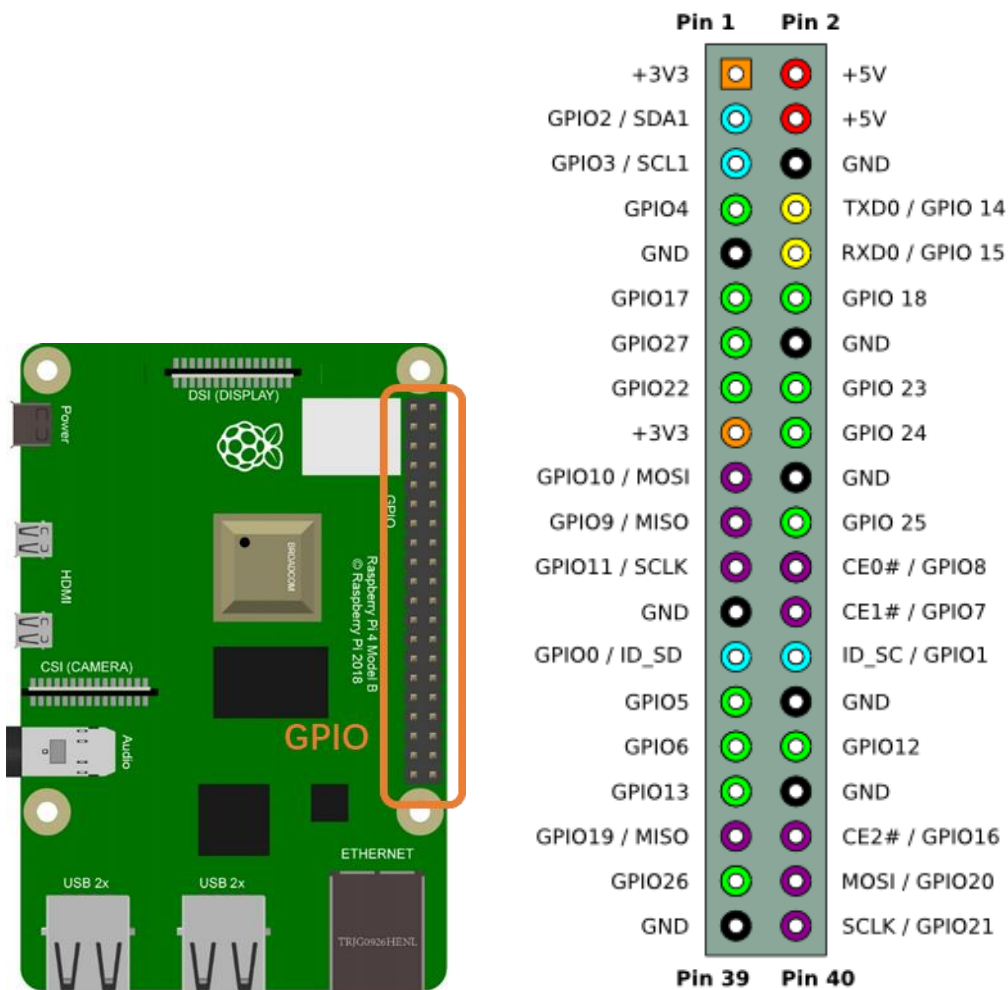 Pin 1 Pin 2
+3V3 +5V
GPIO2 / SDA1 +5V
GPIO3 / SCL1 GND
GPIO4 TXD0 / GPIO 14
GND RXD0 / GPIO 15
GPIO17 GPIO 18
GPIO27 GND
GPIO22 GPIO 23
+3V3 GPIO 24
GPIO10 / MOSI GND
GPIO9 / MISO GPIO 25
GPIO11 / SCLK CE0# / GPIO8
GND CE1# / GPIO7
GPIO0 / ID_SD ID_SC / GPIO1
GPIO5 GND
GPIO6 GPIO12
GPIO13 GND
GPIO19 / MISO CE2# / GPIO16
GPIO26 MOSI / GPIO20
GND SCLK / GPIO21
Pin 39 Pin 40
DSI (DISPLAY)
Power
GPIO
BROADCOM
Raspberry Pi 4 Model B
© Raspberry Pi 2018
HDMI
CSI (CAMERA)
GPIO
Audio
ETHERNET
USB 2x
USB 2x
TRJG0926HENL